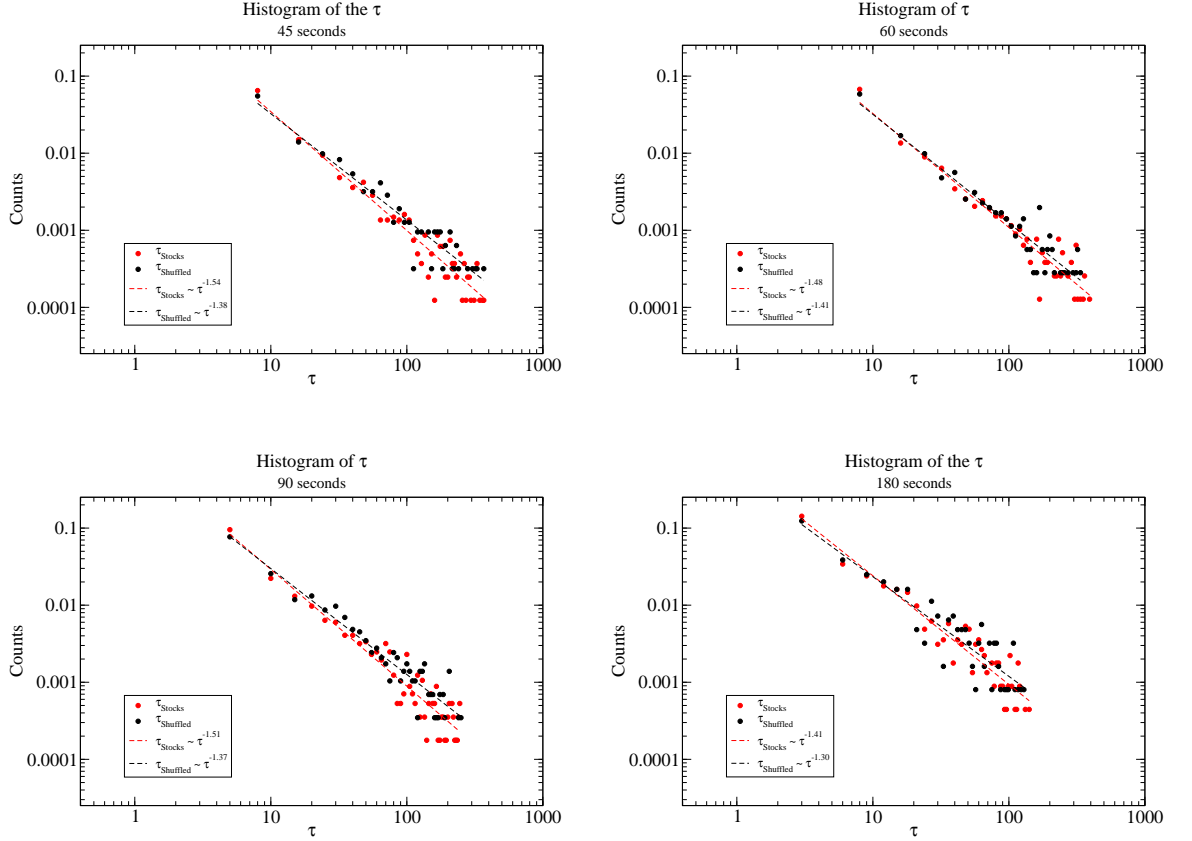 Histogram of the τ
45 seconds
Counts
0.1
0.01
0.001
0.0001
τStocks
τShuffled
τStocks ~ τ-1.54
τShuffled ~ τ-1.38
1 10 100 1000
τ
Histogram of τ
60 seconds
Counts
0.1
0.01
0.001
0.0001
τStocks
τShuffled
τStocks ~ τ-1.48
τShuffled ~ τ-1.41
1 10 100 1000
τ
Histogram of τ
90 seconds
Counts
0.1
0.01
0.001
0.0001
τStocks
τShuffled
τStocks ~ τ-1.51
τShuffled ~ τ-1.37
1 10 100 1000
τ
Histogram of the τ
180 seconds
Counts
0.1
0.01
0.001
0.0001
τStocks
τShuffled
τStocks ~ τ-1.41
τShuffled ~ τ-1.30
1 10 100 1000
τ